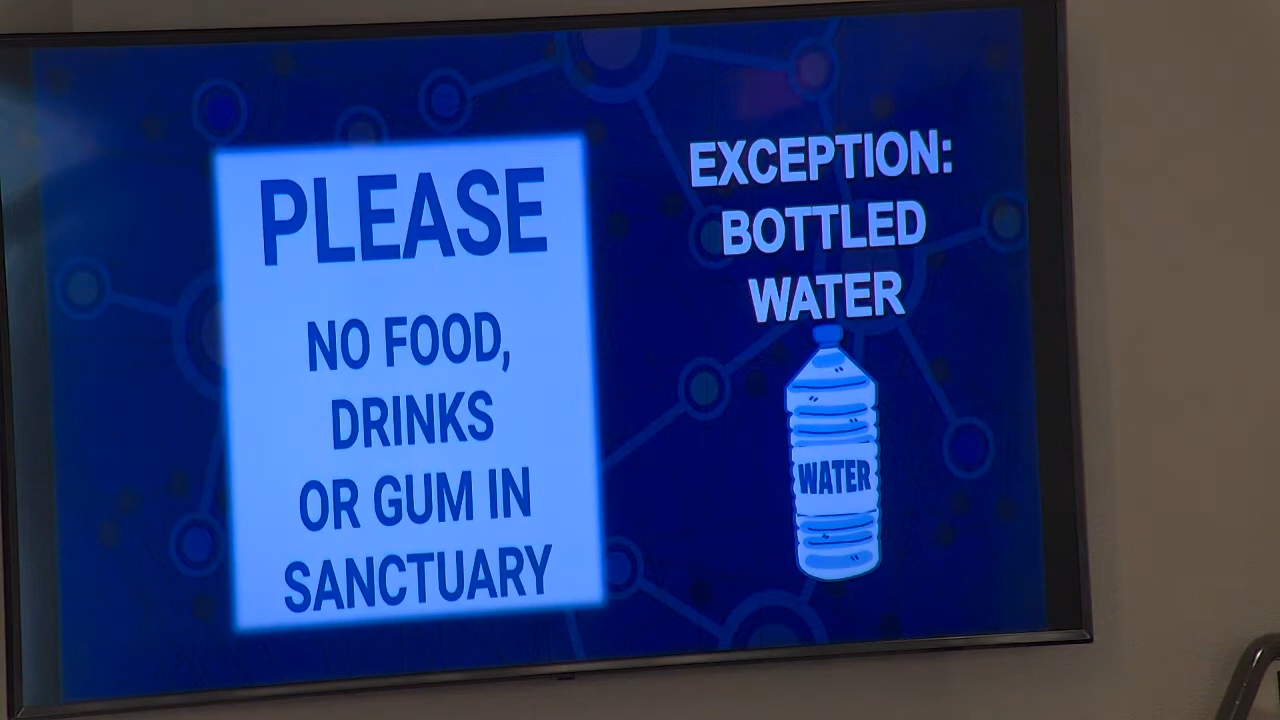 PLEASE
NO FOOD,
DRINKS
OR GUM IN
SANCTUARY
EXCEPTION:
BOTTLED
WATER
WATER